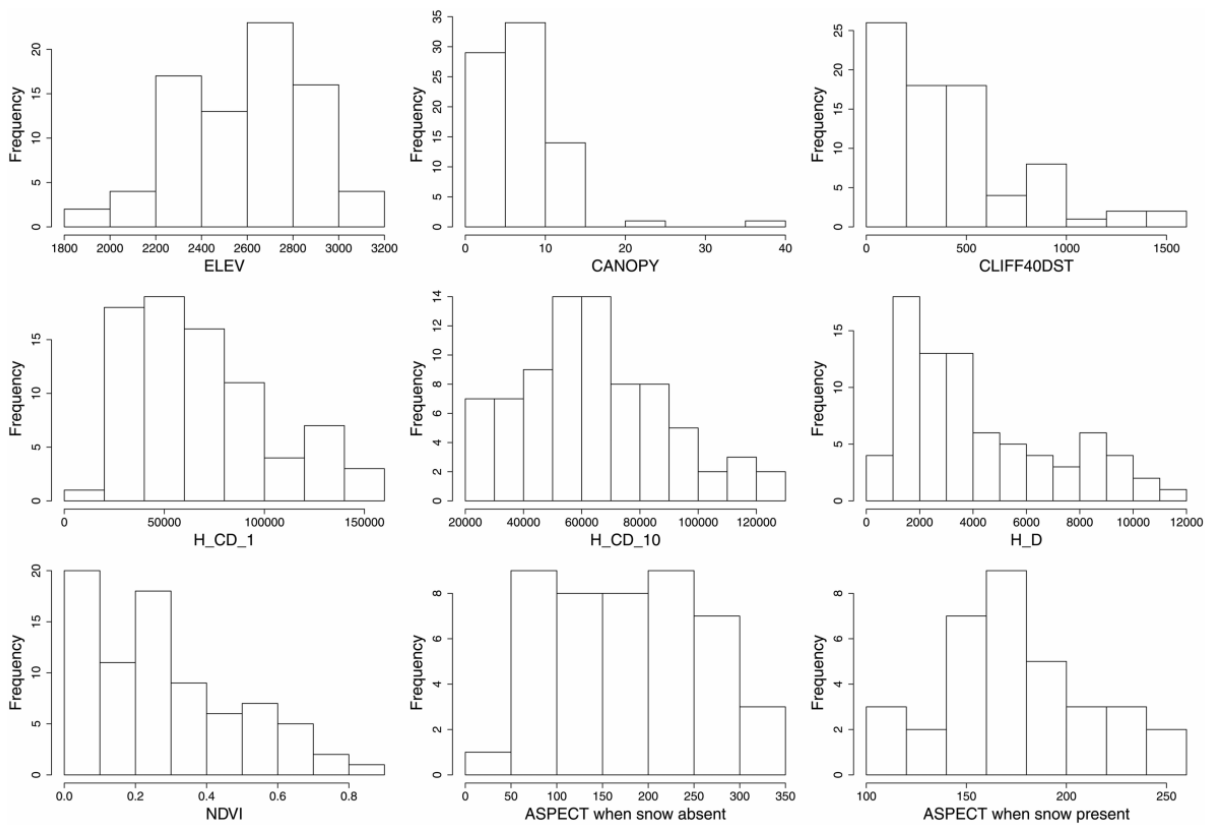 Frequency
0 5 10 15 20
1800 2000 2200 2400 2600 2800 3000 3200
ELEV
Frequency
0 5 10 15 20 25 30 35
0 10 20 30 40
CANOPY
Frequency
0 5 10 15 20 25
0 500 1000 1500
CLIFF40DST
Frequency
0 5 10 15
0 50000 100000 150000
H_CD_1
Frequency
0 2 4 6 8 10 12 14
20000 40000 60000 80000 100000 120000
H_CD_10
Frequency
0 5 10 15
0 2000 4000 6000 8000 10000 12000
H_D
Frequency
0 5 10 15 20
0.0 0.2 0.4 0.6 0.8
NDVI
Frequency
0 2 4 6 8
0 50 100 150 200 250 300 350
ASPECT when snow absent
Frequency
0 2 4 6 8
100 150 200 250
ASPECT when snow present